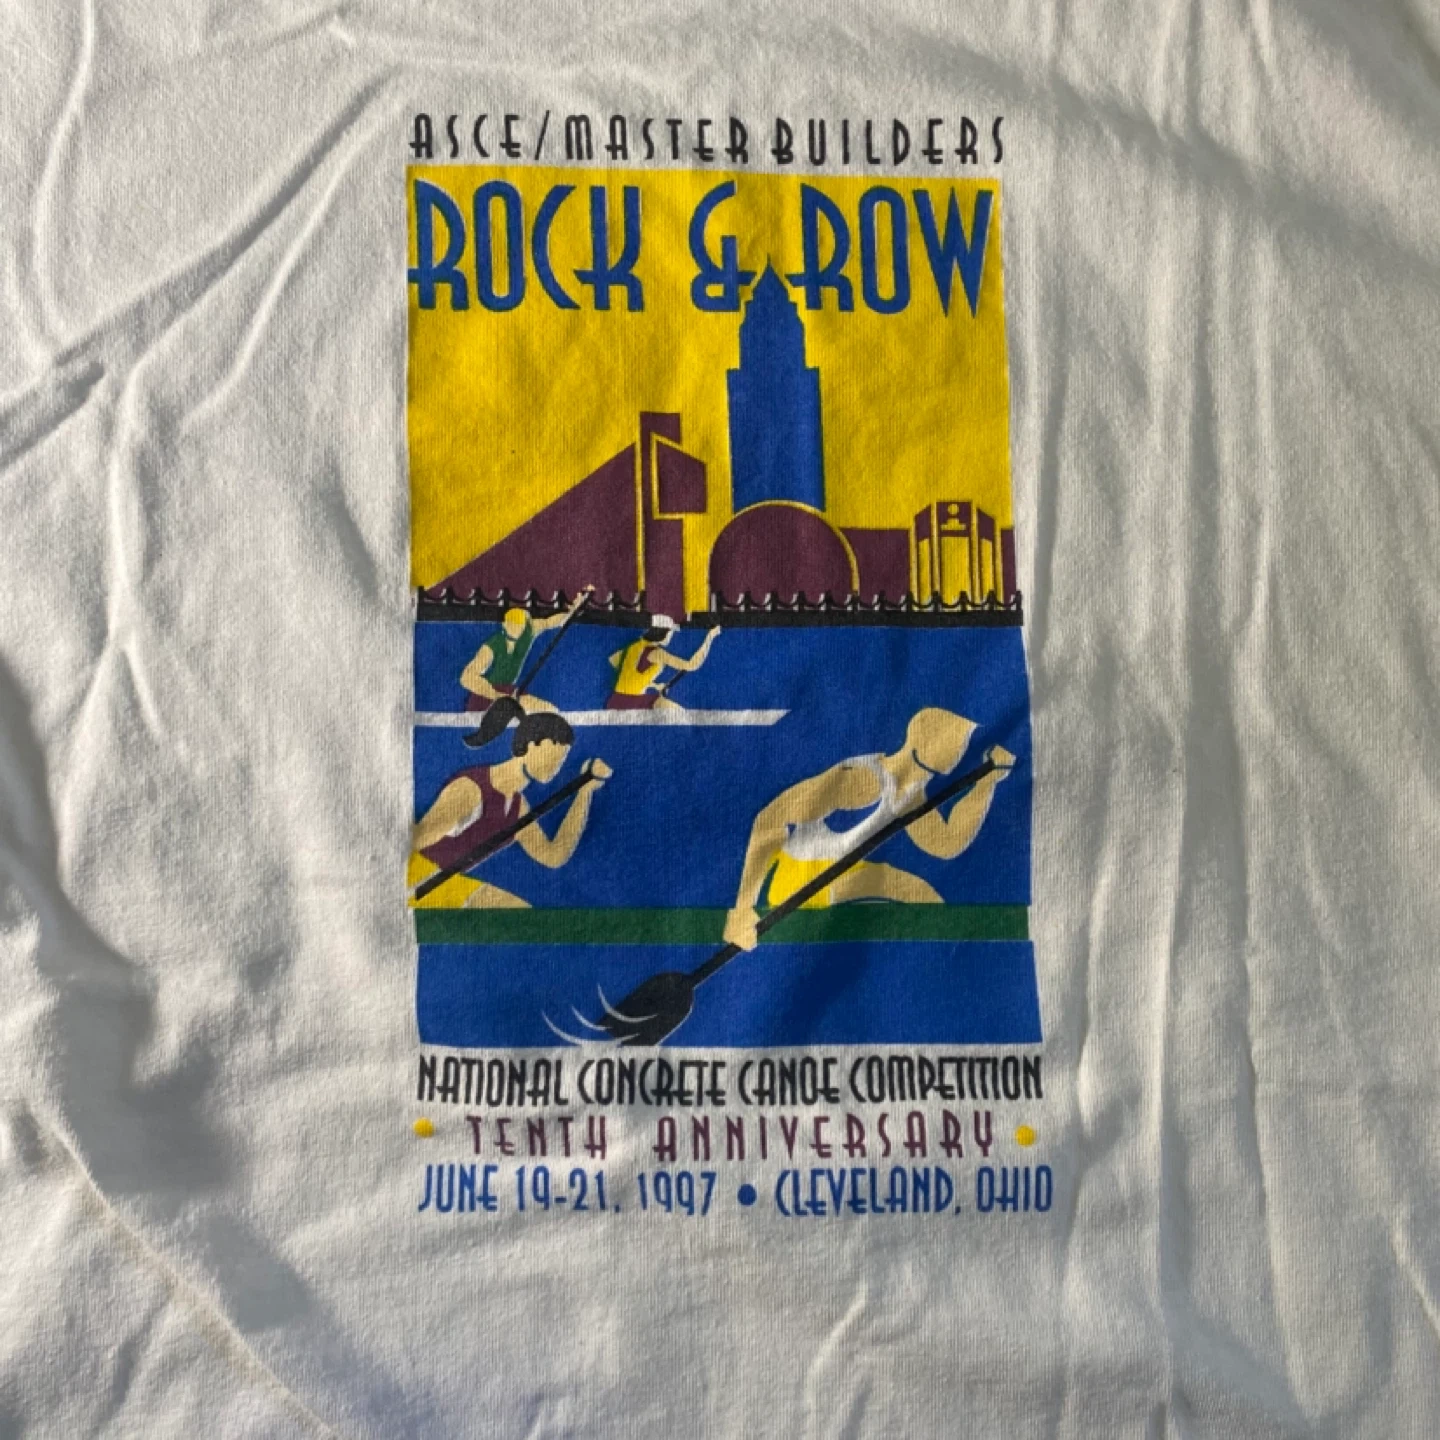 ASCE/MASTER BUILDERS
ROCK & ROW
NATIONAL CONCRETE CANOE COMPETITION
• TENTH ANNIVERSARY •
JUNE 19-21, 1997 • CLEVELAND, OHIO